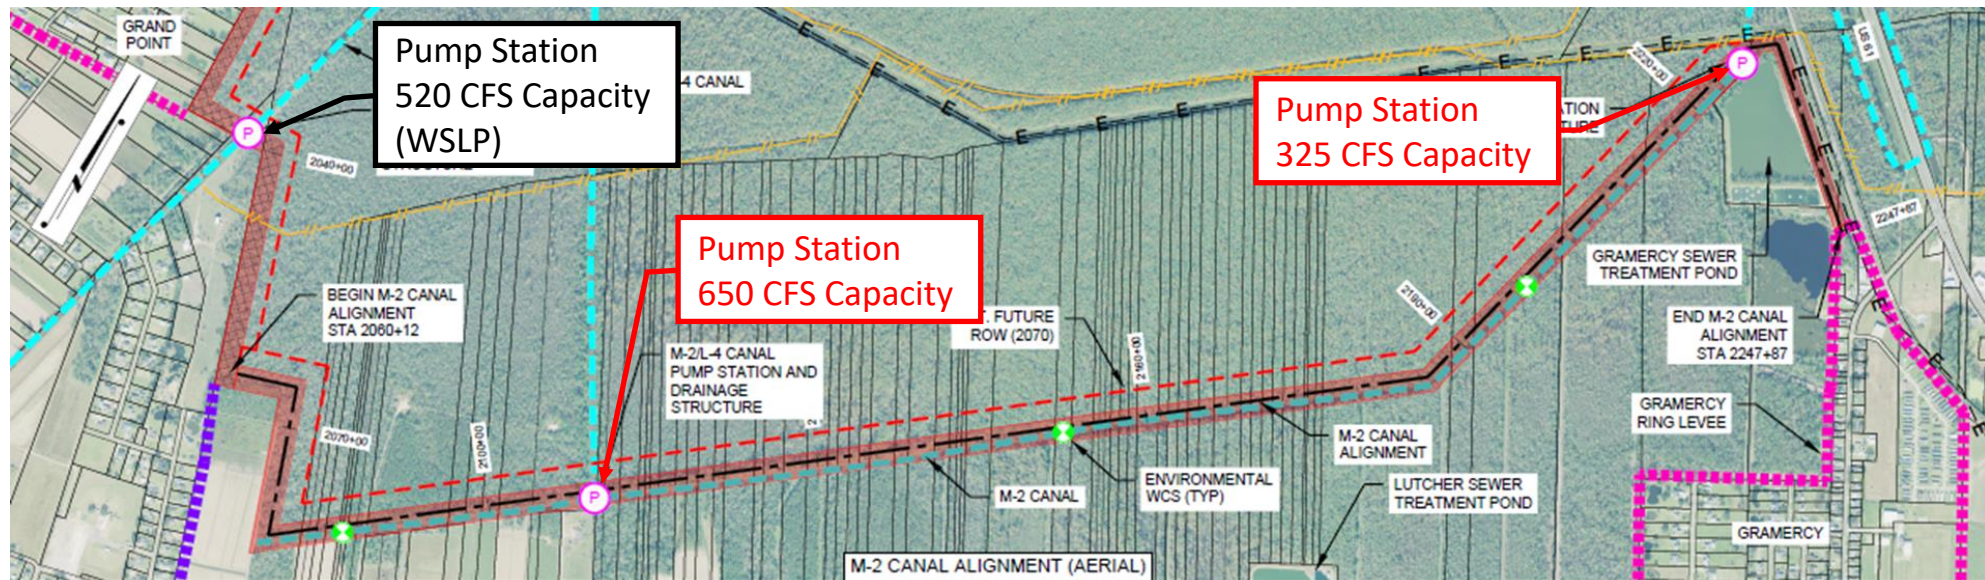 GRAND
POINT
Pump Station
520 CFS Capacity
(WSLP)
-4 CANAL
2040+00
P
BEGIN M-2 CANAL
ALIGNMENT
STA 2060+12
2070+00
2100+00
P
M-2/L-4 CANAL
PUMP STATION AND
DRAINAGE
STRUCTURE
Pump Station
650 CFS Capacity
. FUTURE
ROW (2070)
2160+00
2190+00
E
E
E
E
E
E
E
E
E
E
E
Pump Station
325 CFS Capacity
2220+00
P
US 61
GRAMERCY SEWER
TREATMENT POND
2247+87
END M-2 CANAL
ALIGNMENT
STA 2247+87
GRAMERCY
RING LEVEE
M-2 CANAL
ALIGNMENT
ENVIRONMENTAL
WCS (TYP)
M-2 CANAL
LUTCHER SEWER
TREATMENT POND
GRAMERCY
M-2 CANAL ALIGNMENT (AERIAL)